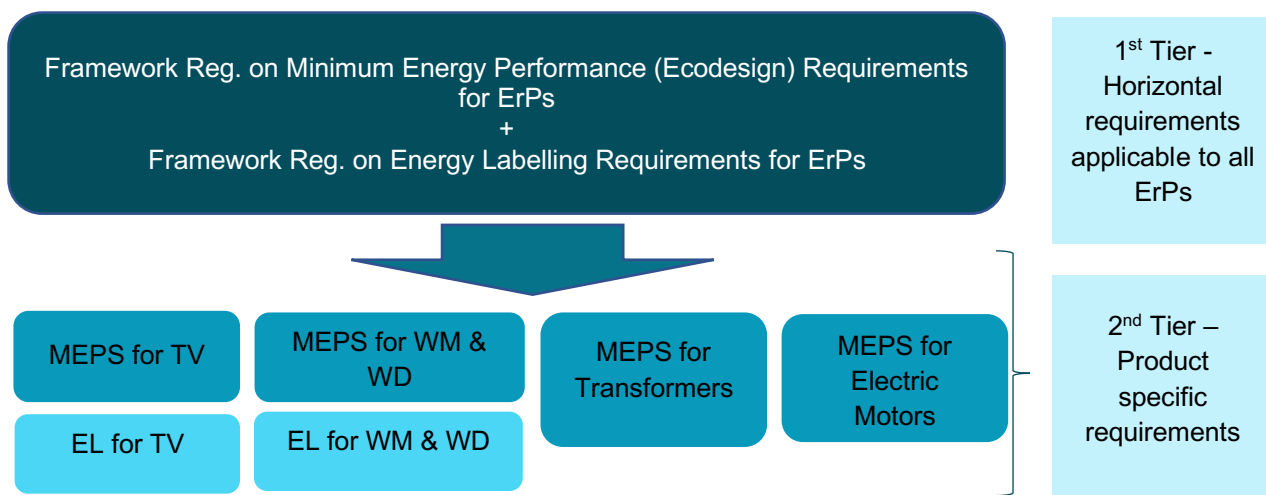 Framework Reg. on Minimum Energy Performance (Ecodesign) Requirements
for ErPs
+
Framework Reg. on Energy Labelling Requirements for ErPs
1st Tier -
Horizontal
requirements
applicable to all
ErPs
MEPS for TV
MEPS for WM &
WD
MEPS for
Transformers
MEPS for
Electric
Motors
EL for TV
EL for WM & WD
2nd Tier –
Product
specific
requirements